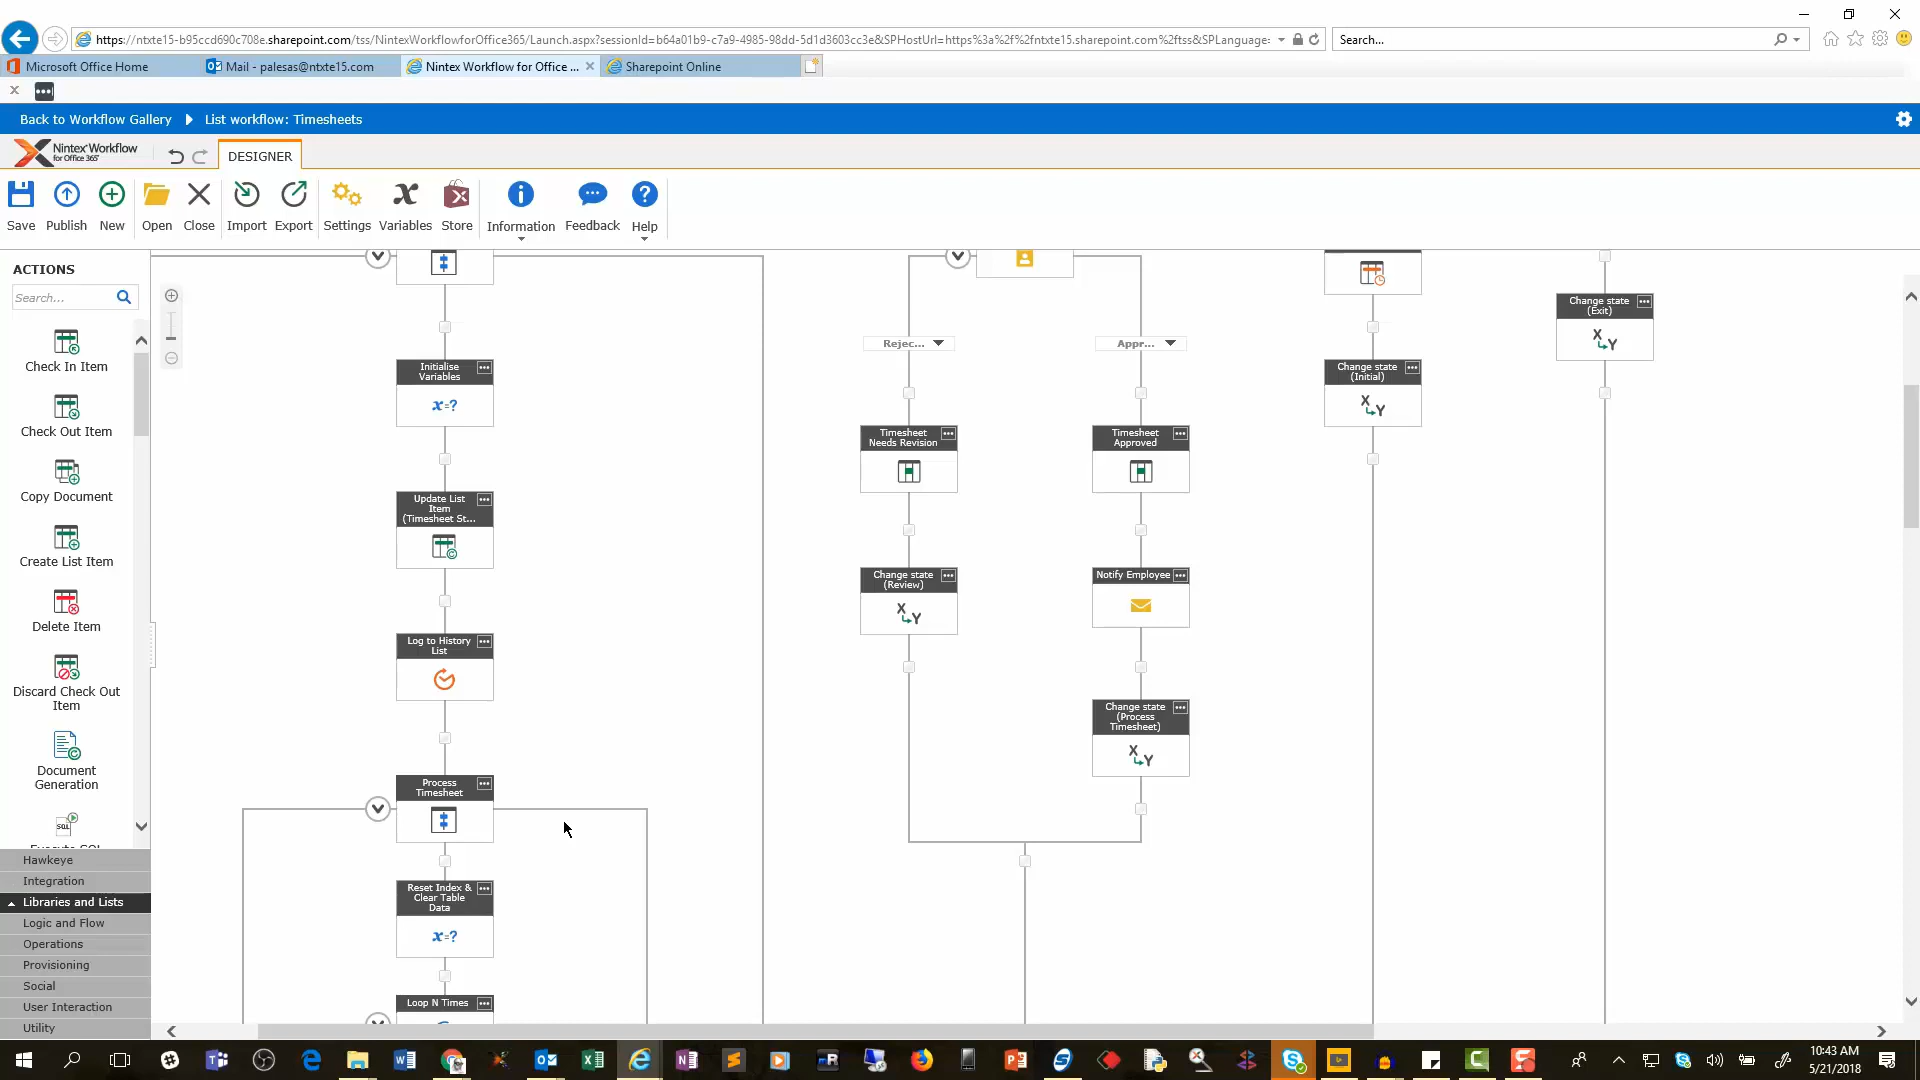 https://ntxte15-b95ccd690c708e.sharepoint.com/tss/NintexWorkflowforOffice365/Launch.aspx?sessionId=b64a01b9-c7a9-4985-98dd-5d1d3603cc3e&SPHostUrl=https%3a%2f%2fntxte15.sharepoint.com%2ftss&SPLanguage:
Search...
Microsoft Office Home
Mail - palesas@ntxte15.com
Nintex Workflow for Office ...
Sharepoint Online
Back to Workflow Gallery
List workflow: Timesheets
Nintex Workflow
for Office 365
DESIGNER
Save
Publish
New
Open
Close
Import
Export
Settings
Variables
Store
Information
Feedback
Help
ACTIONS
Search...
Check In Item
Check Out Item
Copy Document
Create List Item
Delete Item
Discard Check Out
Item
Document
Generation
SQL
Hawkeye
Integration
Libraries and Lists
Logic and Flow
Operations
Provisioning
Social
User Interaction
Utility
Initialise
Variables
x=?
Update List
Item
(Timesheet St...
Log to History
List
Process
Timesheet
Reset Index &
Clear Table
Data
x=?
Loop N Times
Rejec...
Timesheet
Needs Revision
Change state
(Review)
X
Y
Appr...
Timesheet
Approved
Notify Employee
Change state
(Process
Timesheet)
X
Y
Change state
(Initial)
X
Y
Change state
(Exit)
X
Y
10:43 AM
5/21/2018